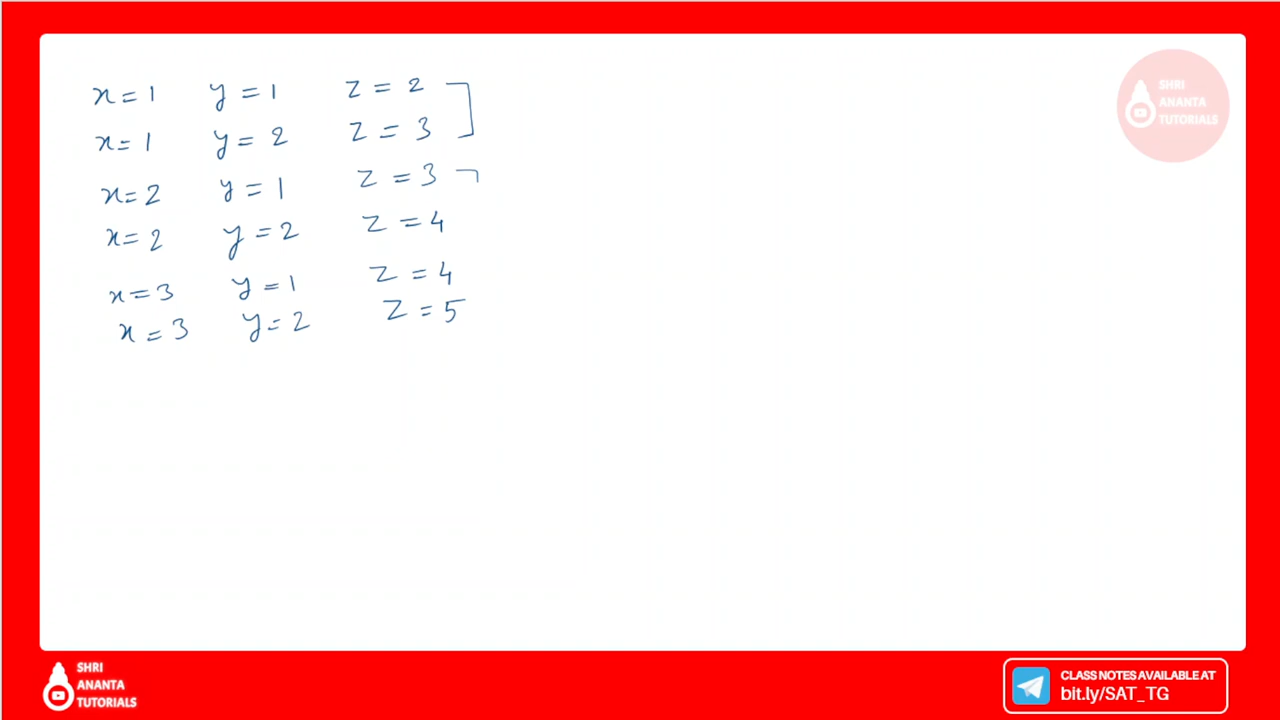 x = 1 y = 1 z = 2
x = 1 y = 2 z = 3
x = 2 y = 1 z = 3
x = 2 y = 2 z = 4
x = 3 y = 1 z = 4
x = 3 y = 2 z = 5
SHRI
ANANTA
TUTORIALS
SHRI
ANANTA
TUTORIALS
CLASS NOTES AVAILABLE AT
bit.ly/SAT_TG